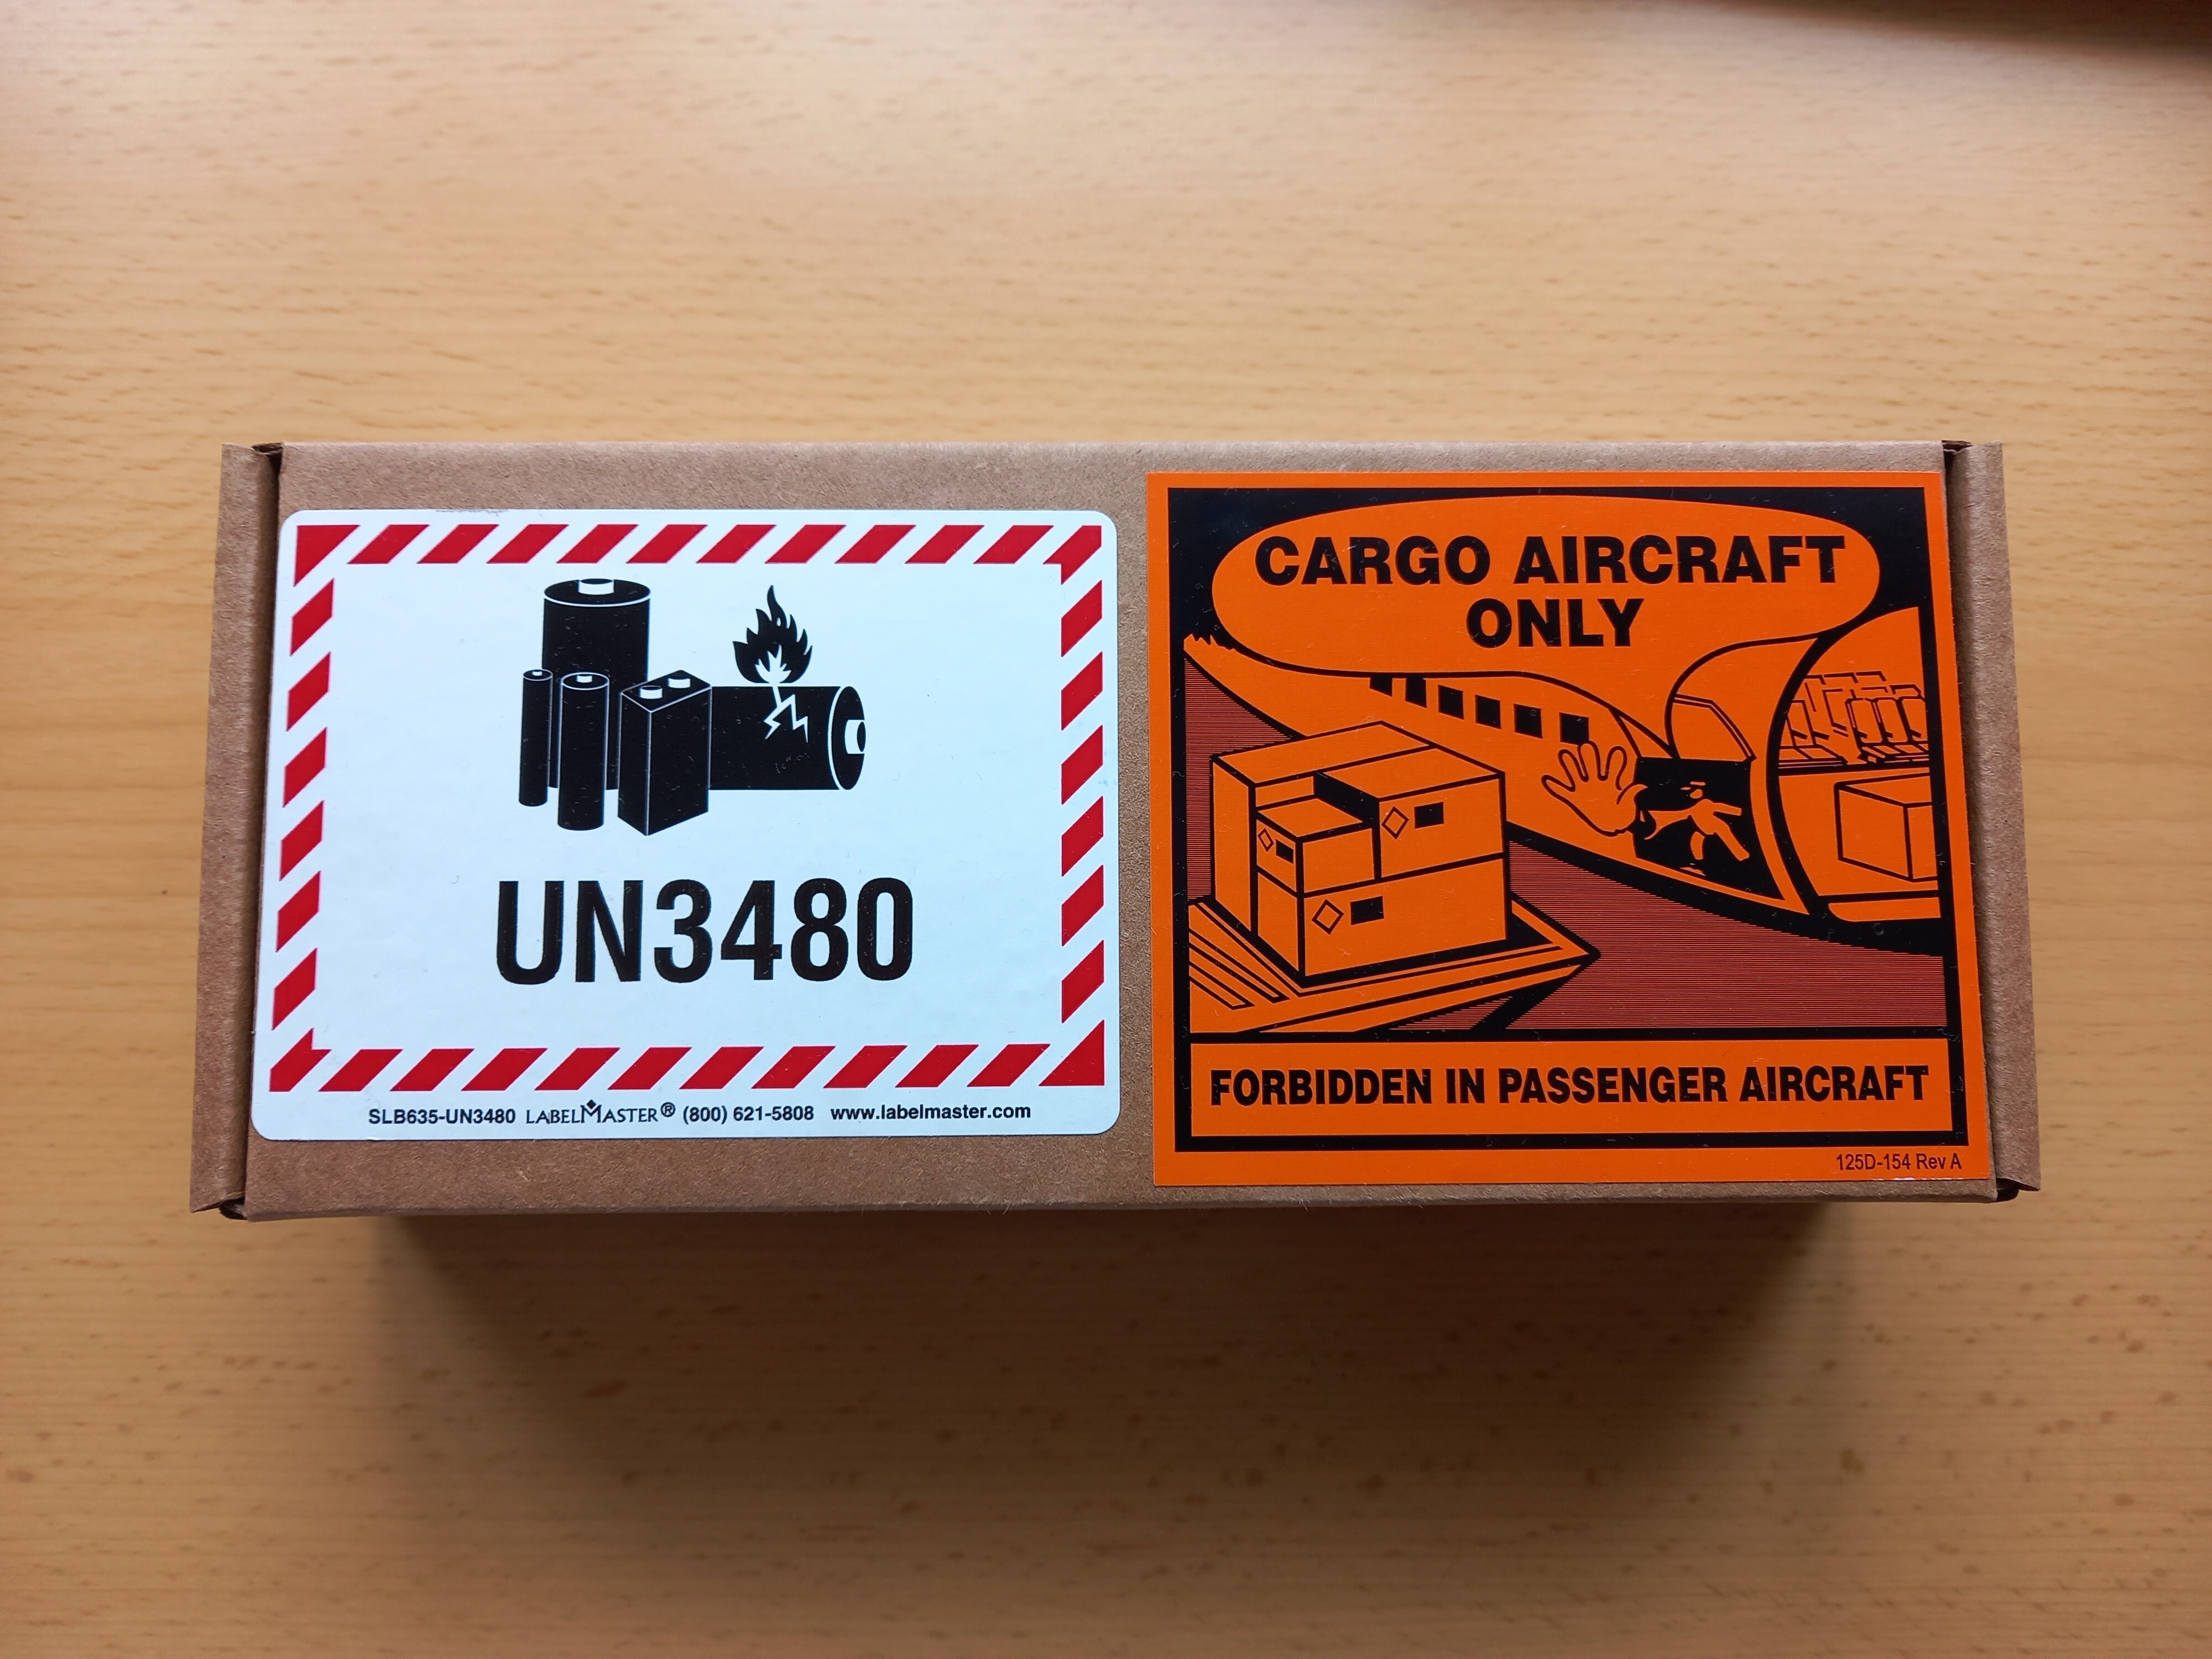 UN3480
SLB635-UN3480 LABELMASTER® (800) 621-5808 www.labelmaster.com
CARGO AIRCRAFT
ONLY
FORBIDDEN IN PASSENGER AIRCRAFT
125D-154 Rev A